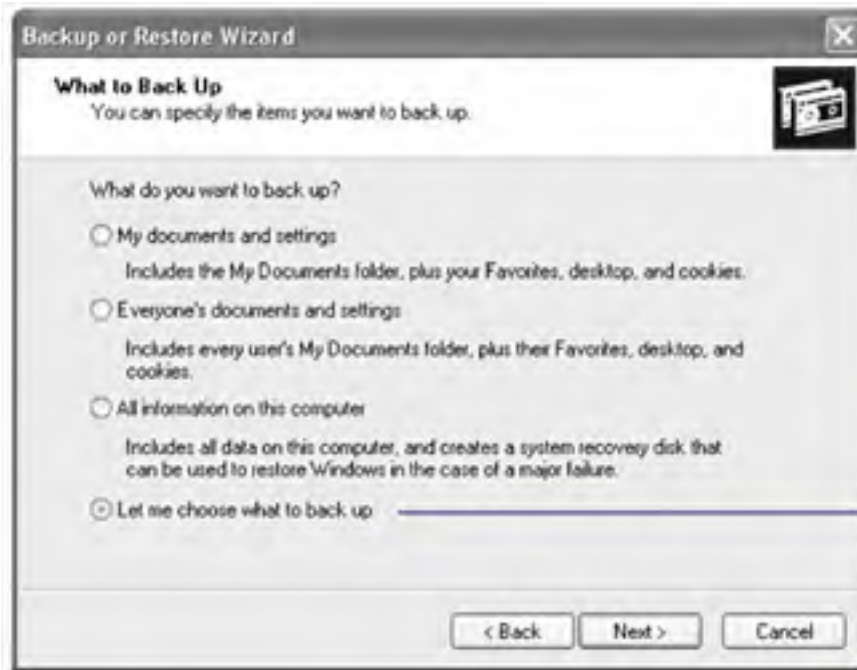 Backup or Restore Wizard
What to Back Up
You can specify the items you want to back up.
What do you want to back up?
My documents and settings
Includes the My Documents folder, plus your Favorites, desktop, and cookies.
Everyone's documents and settings
Includes every user's My Documents folder, plus their Favorites, desktop, and
cookies.
All information on this computer
Includes all data on this computer, and creates a system recovery disk that
can be used to restore Windows in the case of a major failure.
Let me choose what to back up
< Back
Next >
Cancel